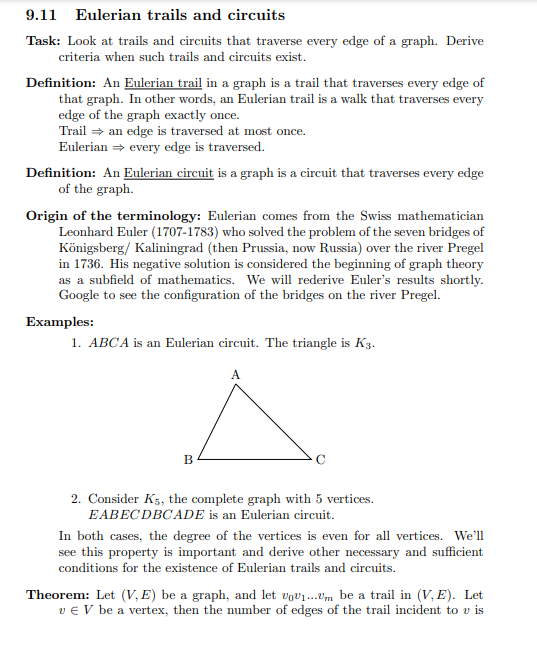 9.11 Eulerian trails and circuits
Task: Look at trails and circuits that traverse every edge of a graph. Derive
criteria when such trails and circuits exist.
Definition: An Eulerian trail in a graph is a trail that traverses every edge of
that graph. In other words, an Eulerian trail is a walk that traverses every
edge of the graph exactly once.
Trail ⇒ an edge is traversed at most once.
Eulerian ⇒ every edge is traversed.
Definition: An Eulerian circuit is a graph is a circuit that traverses every edge
of the graph.
Origin of the terminology: Eulerian comes from the Swiss mathematician
Leonhard Euler (1707-1783) who solved the problem of the seven bridges of
Königsberg/ Kaliningrad (then Prussia, now Russia) over the river Pregel
in 1736. His negative solution is considered the beginning of graph theory
as a subfield of mathematics. We will rederive Euler's results shortly.
Google to see the configuration of the bridges on the river Pregel.
Examples:
1. ABCA is an Eulerian circuit. The triangle is K₃.
A
B C
2. Consider K₅, the complete graph with 5 vertices.
EABECDBCADE is an Eulerian circuit.
In both cases, the degree of the vertices is even for all vertices. We'll
see this property is important and derive other necessary and sufficient
conditions for the existence of Eulerian trails and circuits.
Theorem: Let (V, E) be a graph, and let v₀v₁...vₘ be a trail in (V, E). Let
v ∈ V be a vertex, then the number of edges of the trail incident to v is